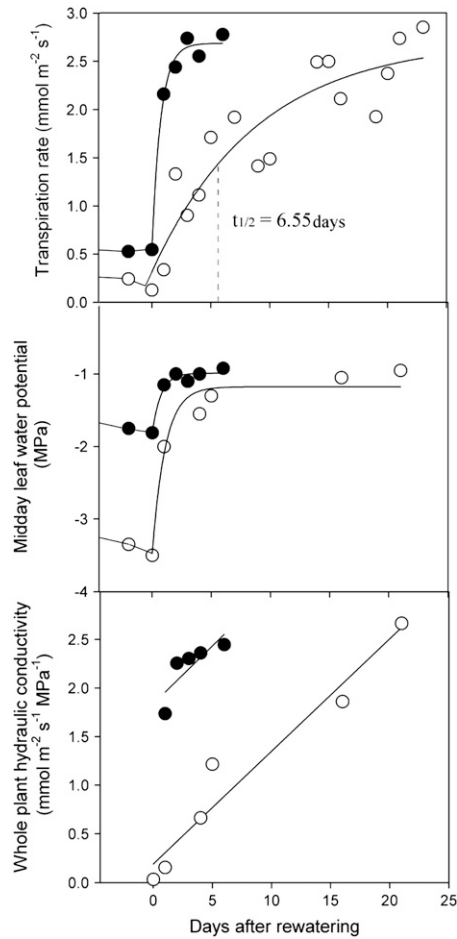 Transpiration rate (mmol m-2 s-1)
3.0
2.5
2.0
1.5
1.0
0.5
0.0
t1/2 = 6.55days
Midday leaf water potential
(MPa)
-1
-2
-3
-4
Whole plant hydraulic conductivity
(mmol m-2 s-1 MPa-1)
2.5
2.0
1.5
1.0
0.5
0.0
0 5 10 15 20 25
Days after rewatering